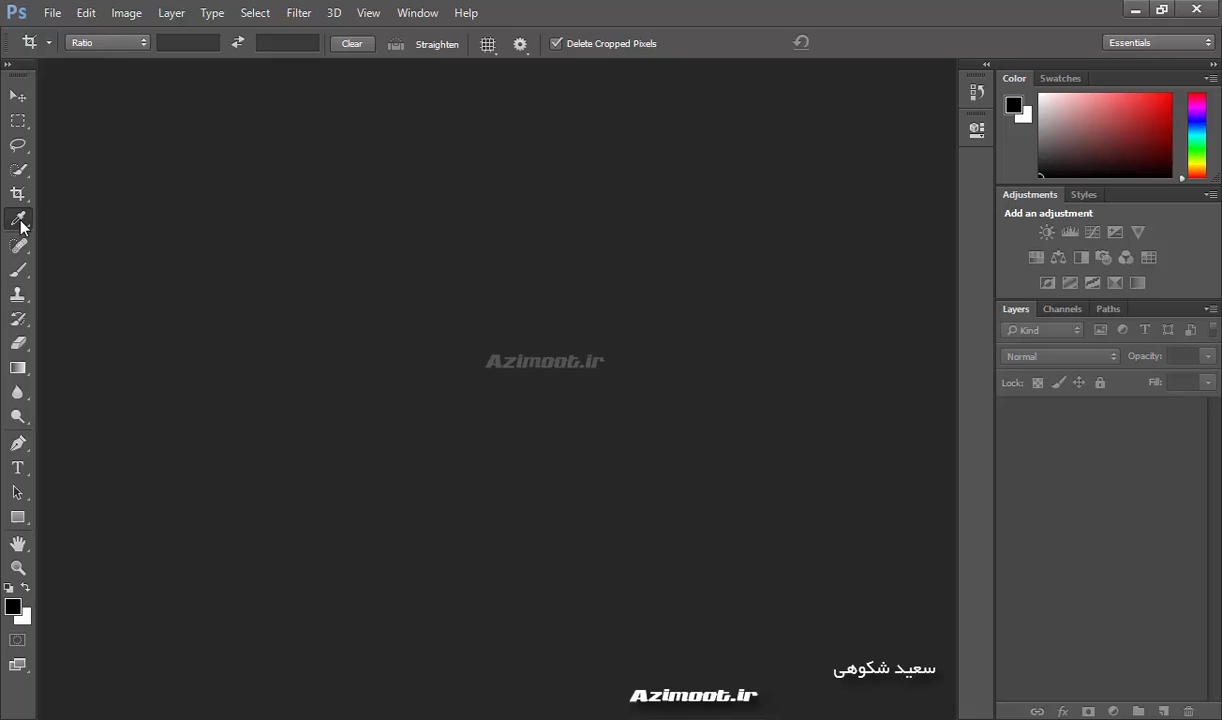 Ps File Edit Image Layer Type Select Filter 3D View Window Help
Ratio Clear Straighten Delete Cropped Pixels Essentials
Color Swatches
Adjustments Styles
Add an adjustment
Layers Channels Paths
Kind T
Normal Opacity:
Lock: Fill:
T
fx
Azimoot.ir
سعید شکوهی
Azimoot.ir